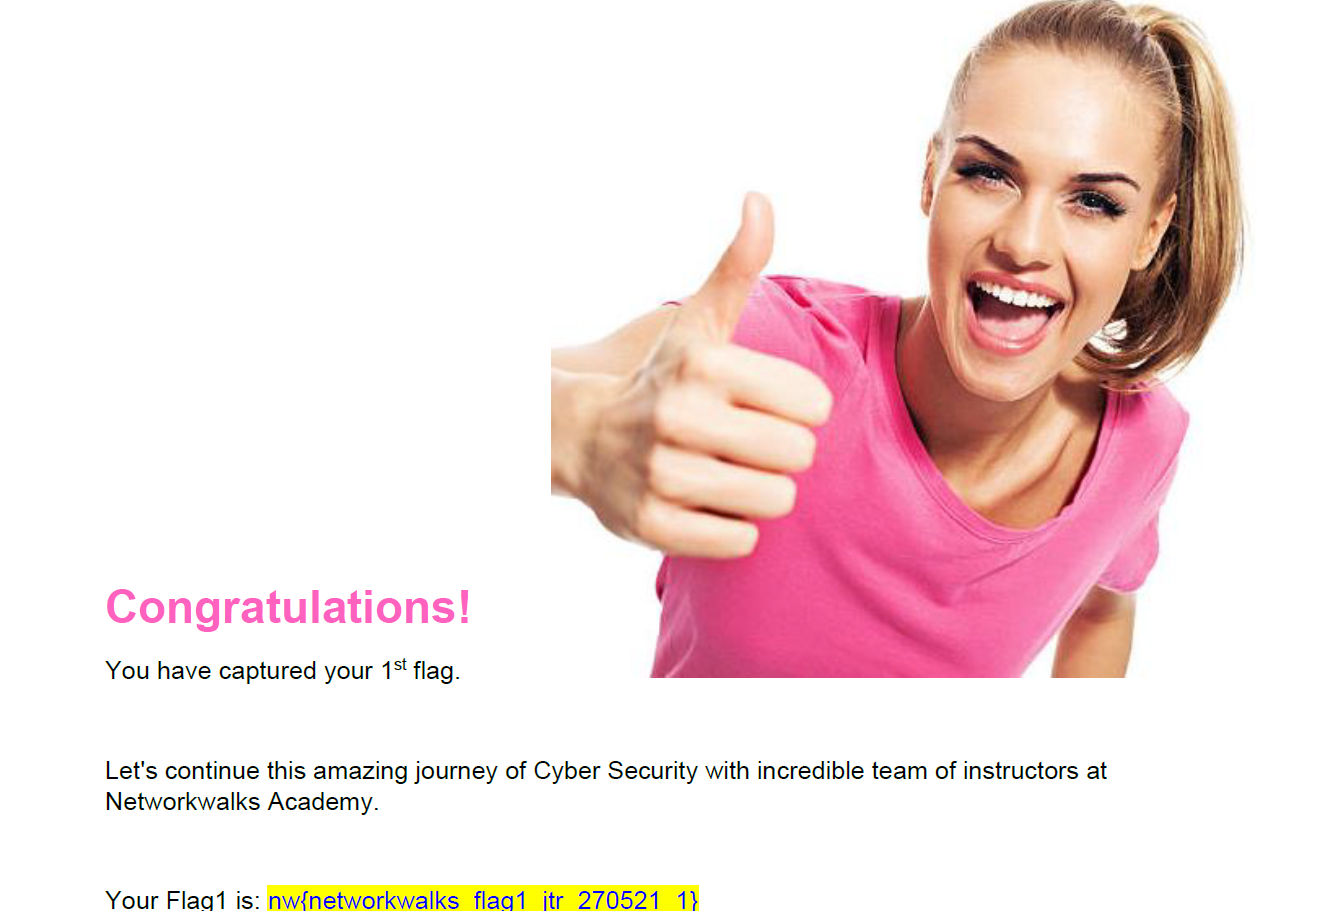 Congratulations!
You have captured your 1st flag.
Let's continue this amazing journey of Cyber Security with incredible team of instructors at
Networkwalks Academy.
Your Flag1 is: nw{networkwalks_flag1_jtr_270521_1}